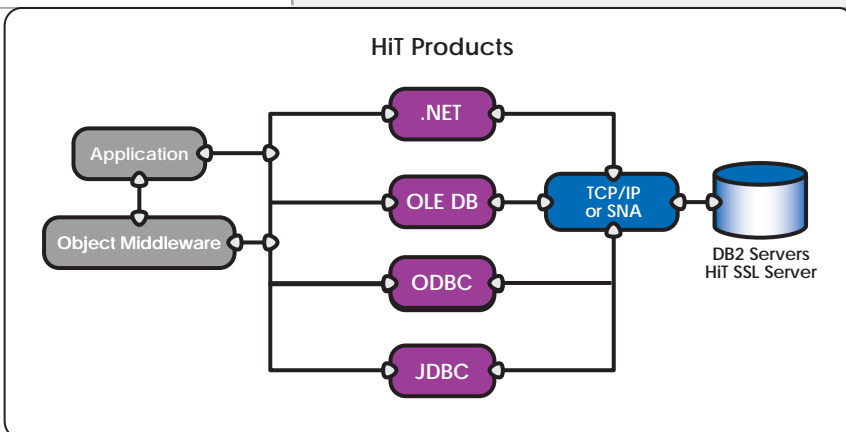 HiT Products
.NET
Application
OLE DB
TCP/IP
or SNA
Object Middleware
DB2 Servers
HiT SSL Server
ODBC
JDBC